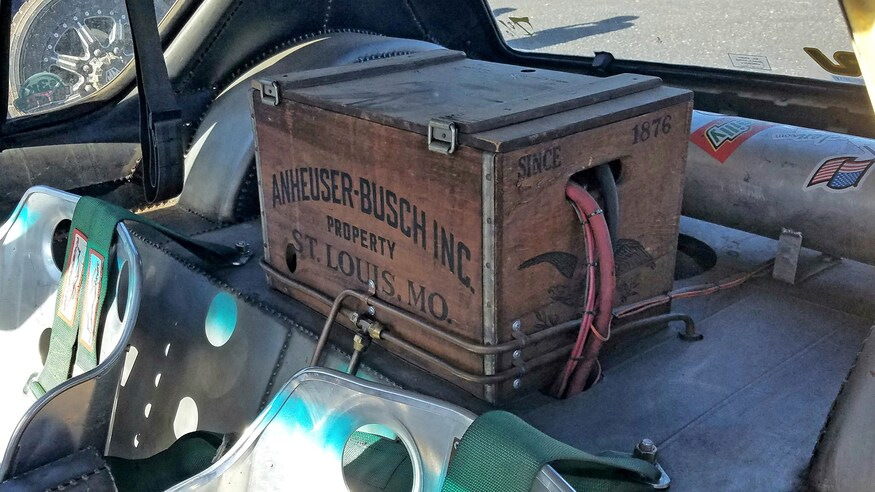 ANHEUSER-BUSCH INC.
PROPERTY
ST. LOUIS, MO.
SINCE 1876